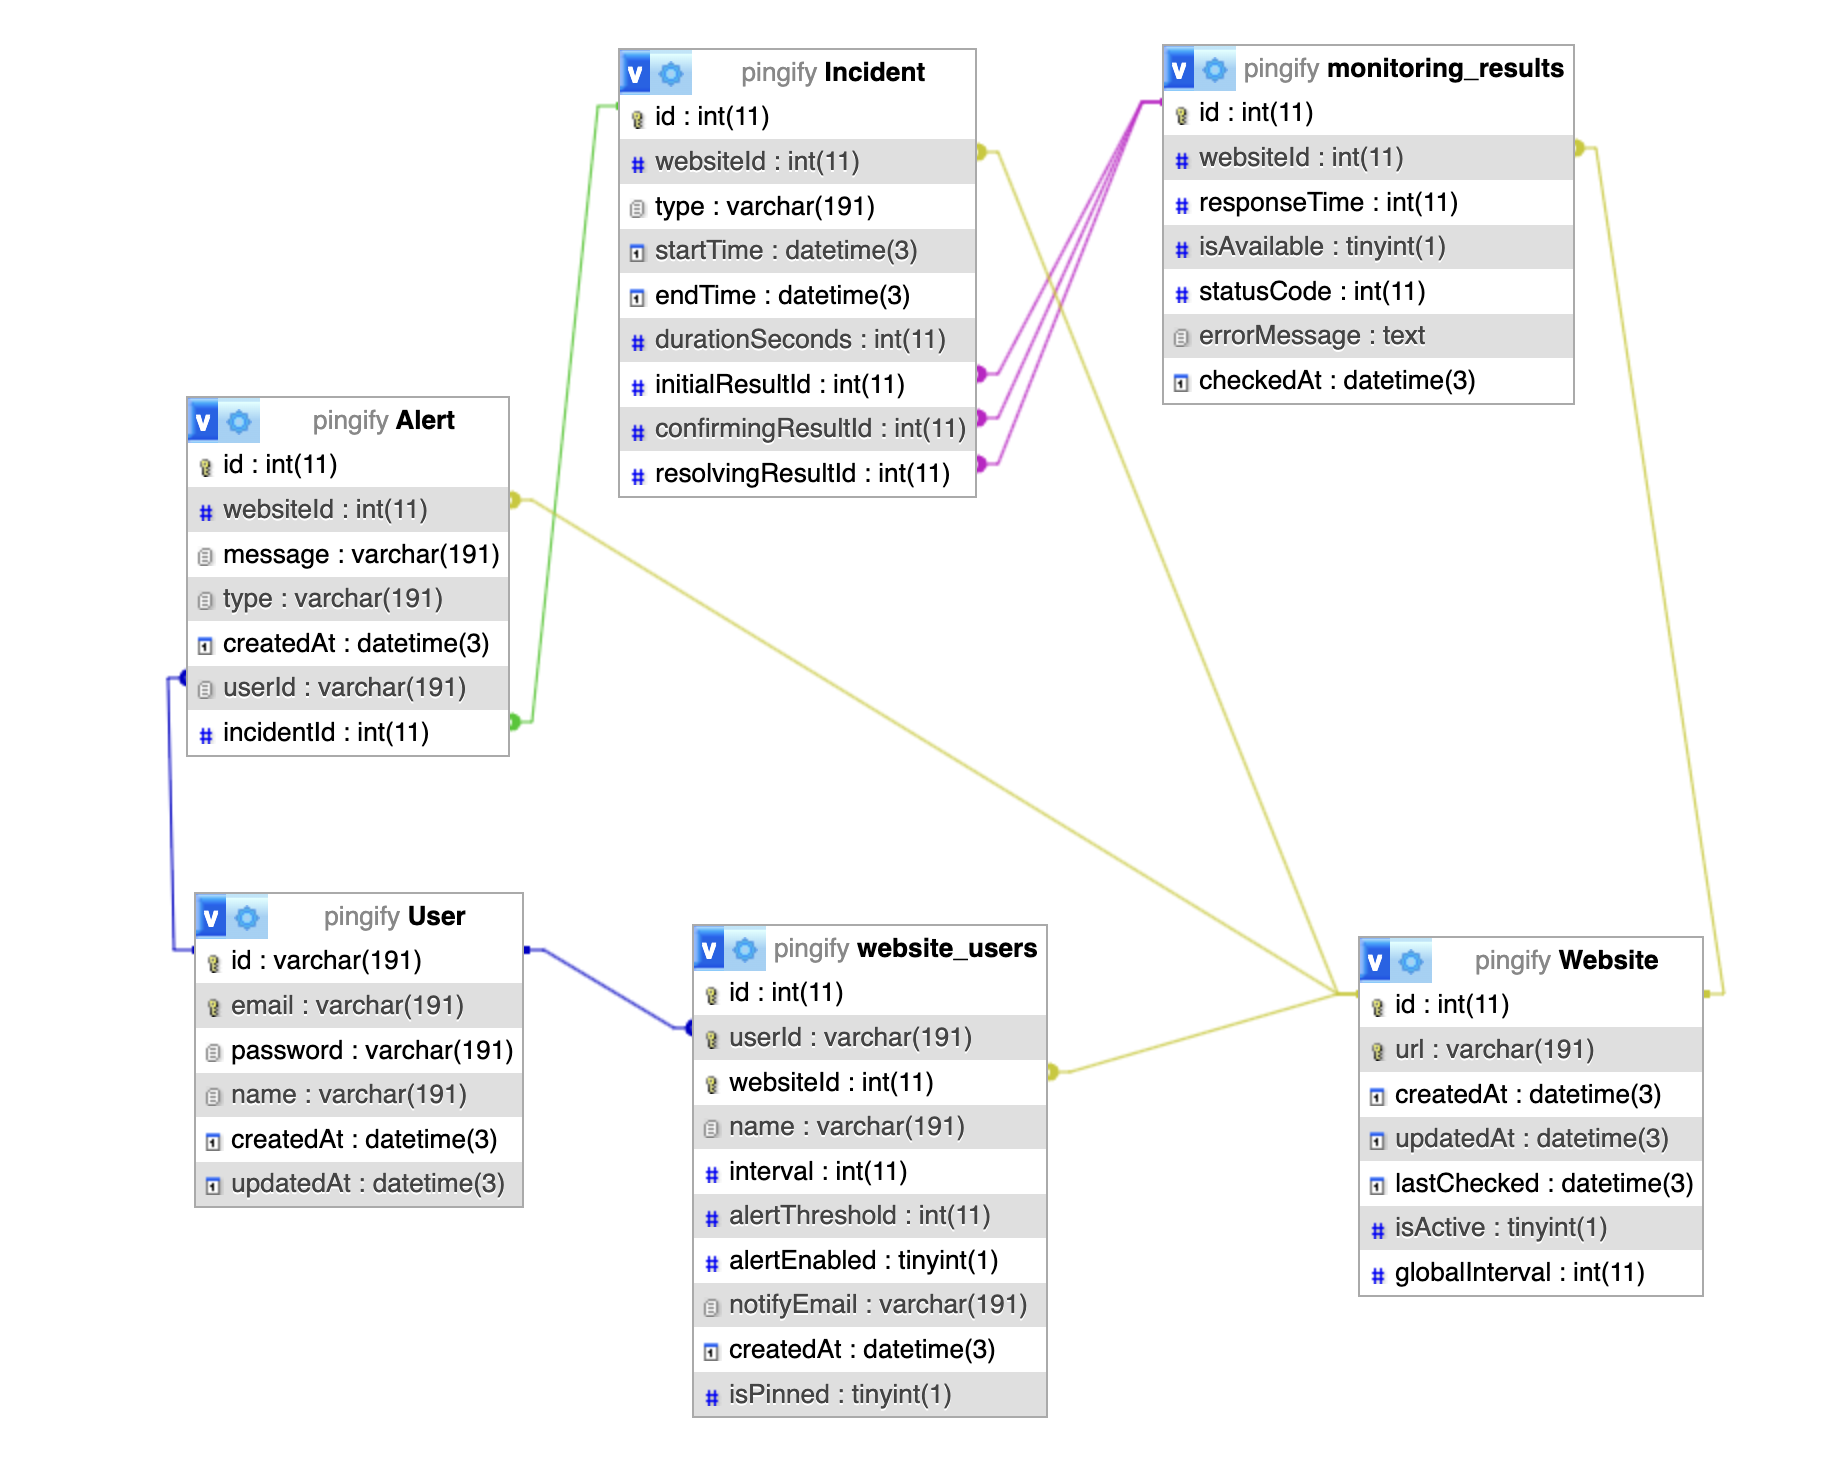 v pingify Incident
id : int(11)
websiteId : int(11)
type : varchar(191)
startTime : datetime(3)
endTime : datetime(3)
durationSeconds : int(11)
initialResultId : int(11)
confirmingResultId : int(11)
resolvingResultId : int(11)
v pingify monitoring_results
id : int(11)
websiteId : int(11)
responseTime : int(11)
isAvailable : tinyint(1)
statusCode : int(11)
errorMessage : text
checkedAt : datetime(3)
v pingify Alert
id : int(11)
websiteId : int(11)
message : varchar(191)
type : varchar(191)
createdAt : datetime(3)
userId : varchar(191)
incidentId : int(11)
v pingify User
id : varchar(191)
email : varchar(191)
password : varchar(191)
name : varchar(191)
createdAt : datetime(3)
updatedAt : datetime(3)
v pingify website_users
id : int(11)
userId : varchar(191)
websiteId : int(11)
name : varchar(191)
interval : int(11)
alertThreshold : int(11)
alertEnabled : tinyint(1)
notifyEmail : varchar(191)
createdAt : datetime(3)
isPinned : tinyint(1)
v pingify Website
id : int(11)
url : varchar(191)
createdAt : datetime(3)
updatedAt : datetime(3)
lastChecked : datetime(3)
isActive : tinyint(1)
globalInterval : int(11)